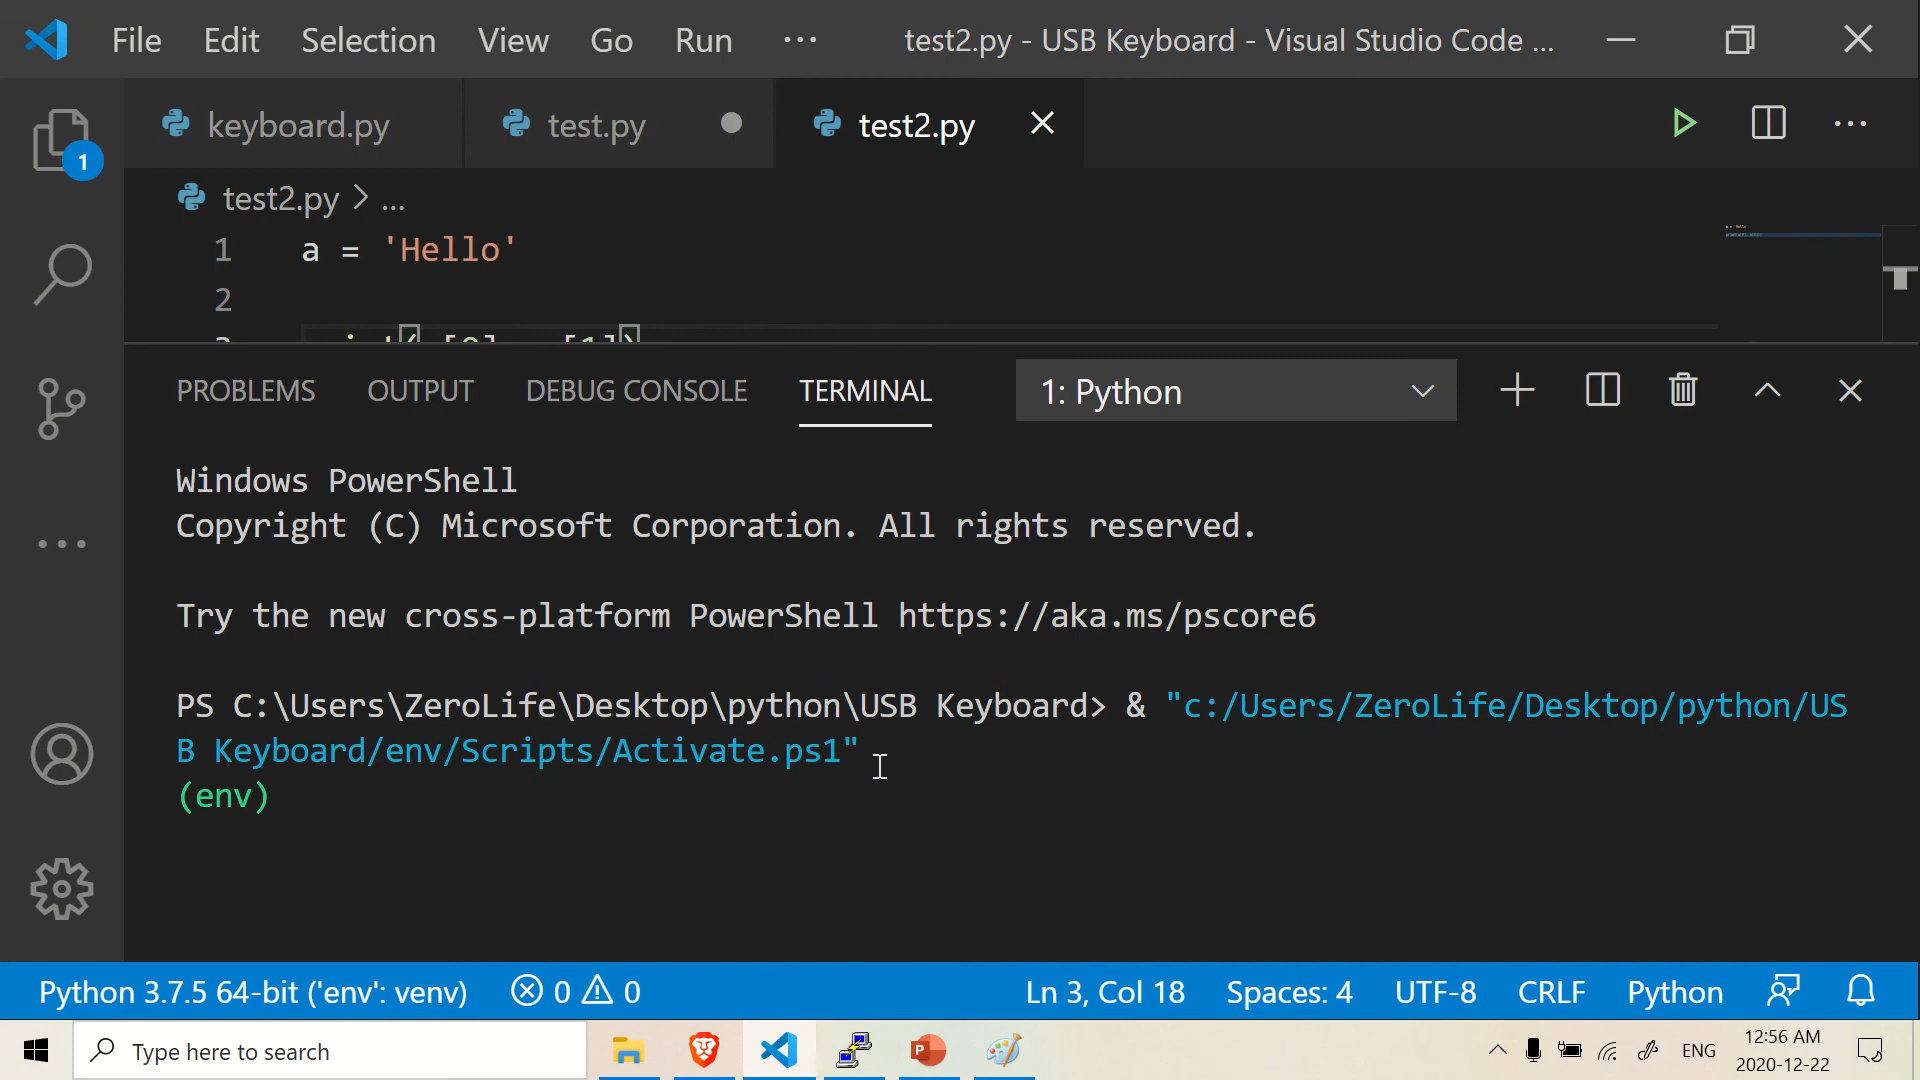 File Edit Selection View Go Run ··· test2.py - USB Keyboard - Visual Studio Code ...
keyboard.py test.py test2.py
1
test2.py > ...
1 a = 'Hello'
2
PROBLEMS OUTPUT DEBUG CONSOLE TERMINAL 1: Python
Windows PowerShell
Copyright (C) Microsoft Corporation. All rights reserved.
Try the new cross-platform PowerShell https://aka.ms/pscore6
PS C:\Users\ZeroLife\Desktop\python\USB Keyboard> & "c:/Users/ZeroLife/Desktop/python/US
B Keyboard/env/Scripts/Activate.ps1"
(env)
Python 3.7.5 64-bit ('env': venv) 0 0 Ln 3, Col 18 Spaces: 4 UTF-8 CRLF Python
Type here to search P ENG 12:56 AM
2020-12-22